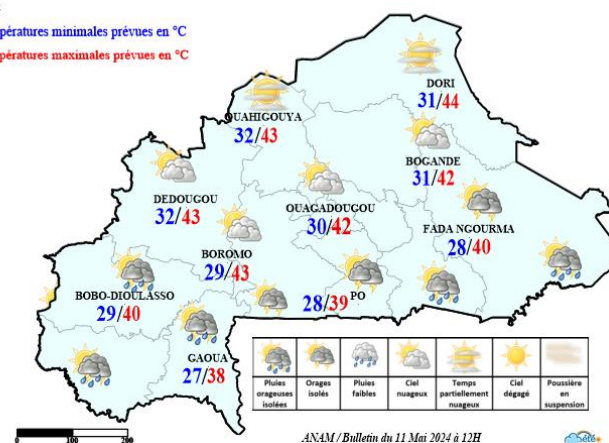 pératures minimales prévues en °C
pératures maximales prévues en °C
DORI
31/44
OUAHIGOUYA
32/43
BOGANDE
31/42
DEDOUGOU
32/43
OUAGADOUGOU
30/42
FADA NGOURMA
28/40
BOROMO
29/43
BOBO-DIOULASSO
29/40
28/39 PO
GAOUA
27/38
Pluies orageuses isolées
Orages isolés
Pluies faibles
Ciel nuageux
Temps partiellement nuageux
Ciel dégagé
Poussière en suspension
0 100 200
ANAM / Bulletin du 11 Mai 2024 à 12H